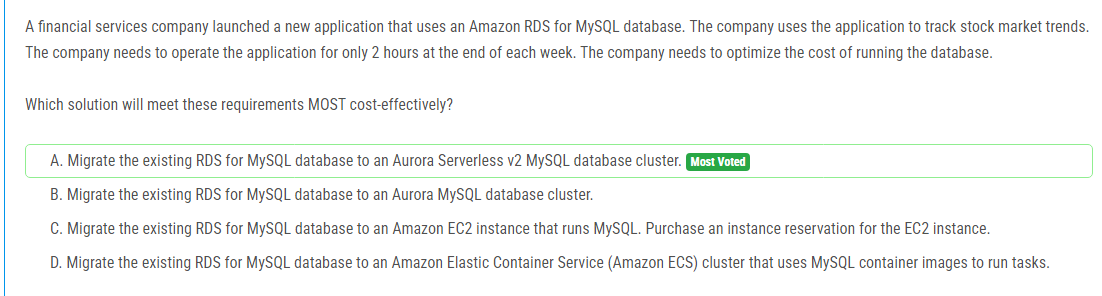 A financial services company launched a new application that uses an Amazon RDS for MySQL database. The company uses the application to track stock market trends.
The company needs to operate the application for only 2 hours at the end of each week. The company needs to optimize the cost of running the database.
Which solution will meet these requirements MOST cost-effectively?
A. Migrate the existing RDS for MySQL database to an Aurora Serverless v2 MySQL database cluster. Most Voted
B. Migrate the existing RDS for MySQL database to an Aurora MySQL database cluster.
C. Migrate the existing RDS for MySQL database to an Amazon EC2 instance that runs MySQL. Purchase an instance reservation for the EC2 instance.
D. Migrate the existing RDS for MySQL database to an Amazon Elastic Container Service (Amazon ECS) cluster that uses MySQL container images to run tasks.